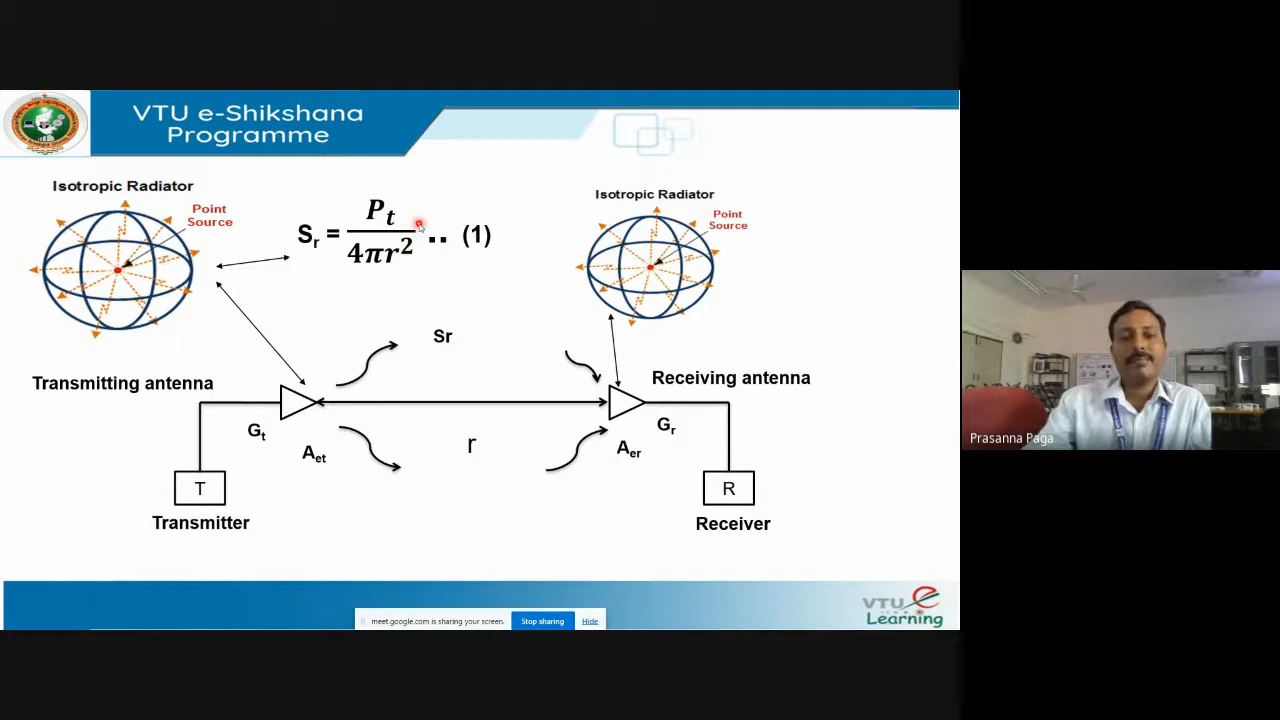 VTU e-Shikshana
Programme
Isotropic Radiator
Point
Source
Sᵣ = Pₜ / 4πr² .. (1)
Isotropic Radiator
Point
Source
Sr
Transmitting antenna
Receiving antenna
Gₜ
Aₑₜ
r
Aₑᵣ
Gᵣ
T
R
Transmitter
Receiver
Prasanna Paga
VTU e
Learning
meet.google.com is sharing your screen.
Stop sharing
Hide